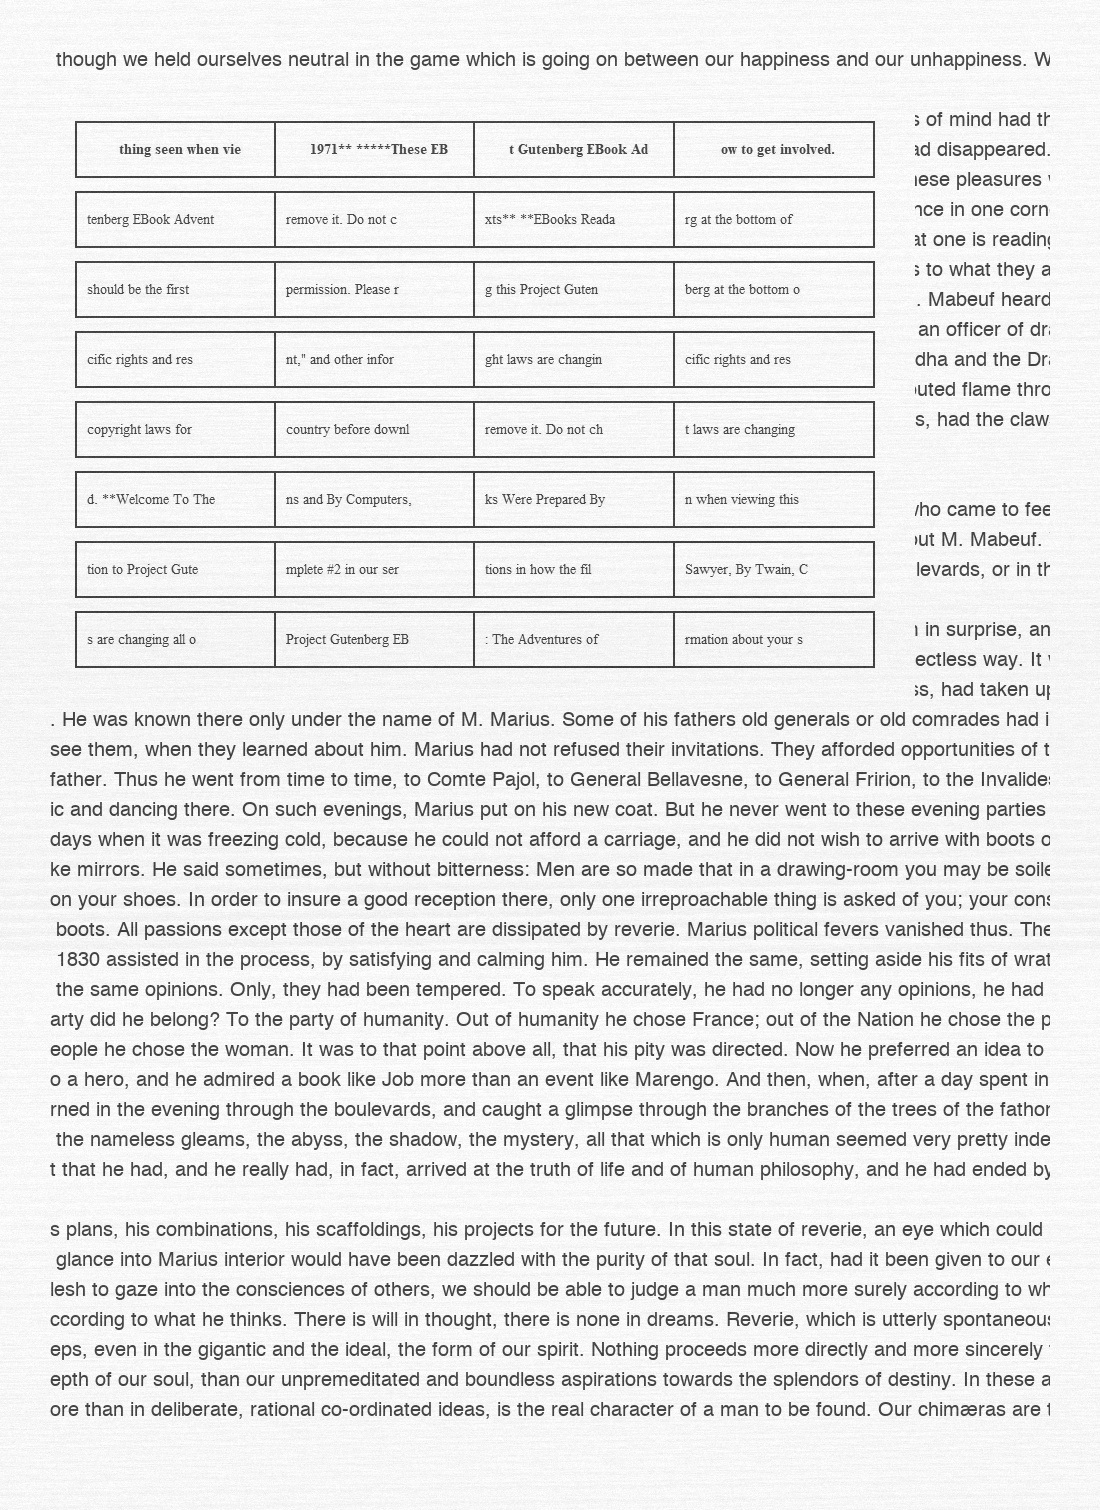 though we held ourselves neutral in the game which is going on between our happiness and our unhappiness. W
thing seen when vie 1971** *****These EB t Gutenberg EBook Ad ow to get involved.
tenberg EBook Advent remove it. Do not c xts** **EBooks Reada rg at the bottom of
should be the first permission. Please r g this Project Guten berg at the bottom o
cific rights and res nt," and other infor ght laws are changin cific rights and res
copyright laws for country before downl remove it. Do not ch t laws are changing
d. **Welcome To The ns and By Computers, ks Were Prepared By n when viewing this
tion to Project Gute mplete #2 in our ser tions in how the fil Sawyer, By Twain, C
s are changing all o Project Gutenberg EB : The Adventures of rmation about your s
s of mind had th
ad disappeared.
hese pleasures
nce in one corn
at one is reading
s to what they a
. Mabeuf heard
an officer of dra
dha and the Dra
outed flame thro
s, had the claw
who came to fee
out M. Mabeuf.
levards, or in th
n in surprise, an
ectless way. It
ss, had taken up
. He was known there only under the name of M. Marius. Some of his fathers old generals or old comrades had i
see them, when they learned about him. Marius had not refused their invitations. They afforded opportunities of t
father. Thus he went from time to time, to Comte Pajol, to General Bellavesne, to General Fririon, to the Invalides
ic and dancing there. On such evenings, Marius put on his new coat. But he never went to these evening parties
days when it was freezing cold, because he could not afford a carriage, and he did not wish to arrive with boots o
ke mirrors. He said sometimes, but without bitterness: Men are so made that in a drawing-room you may be soile
on your shoes. In order to insure a good reception there, only one irreproachable thing is asked of you; your cons
boots. All passions except those of the heart are dissipated by reverie. Marius political fevers vanished thus. The
1830 assisted in the process, by satisfying and calming him. He remained the same, setting aside his fits of wrat
the same opinions. Only, they had been tempered. To speak accurately, he had no longer any opinions, he had
arty did he belong? To the party of humanity. Out of humanity he chose France; out of the Nation he chose the p
eople he chose the woman. It was to that point above all, that his pity was directed. Now he preferred an idea to
o a hero, and he admired a book like Job more than an event like Marengo. And then, when, after a day spent in
rned in the evening through the boulevards, and caught a glimpse through the branches of the trees of the fathom
the nameless gleams, the abyss, the shadow, the mystery, all that which is only human seemed very pretty inde
t that he had, and he really had, in fact, arrived at the truth of life and of human philosophy, and he had ended by
s plans, his combinations, his scaffoldings, his projects for the future. In this state of reverie, an eye which could
glance into Marius interior would have been dazzled with the purity of that soul. In fact, had it been given to our e
lesh to gaze into the consciences of others, we should be able to judge a man much more surely according to wh
ccording to what he thinks. There is will in thought, there is none in dreams. Reverie, which is utterly spontaneous
eps, even in the gigantic and the ideal, the form of our spirit. Nothing proceeds more directly and more sincerely
epth of our soul, than our unpremeditated and boundless aspirations towards the splendors of destiny. In these a
ore than in deliberate, rational co-ordinated ideas, is the real character of a man to be found. Our chimæras are t